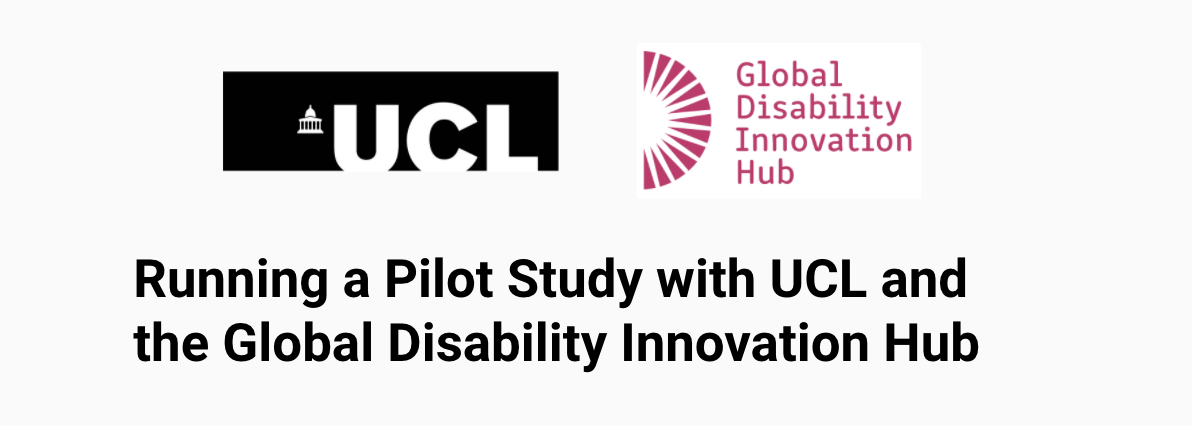 UCL
Global
Disability
Innovation
Hub
Running a Pilot Study with UCL and
the Global Disability Innovation Hub